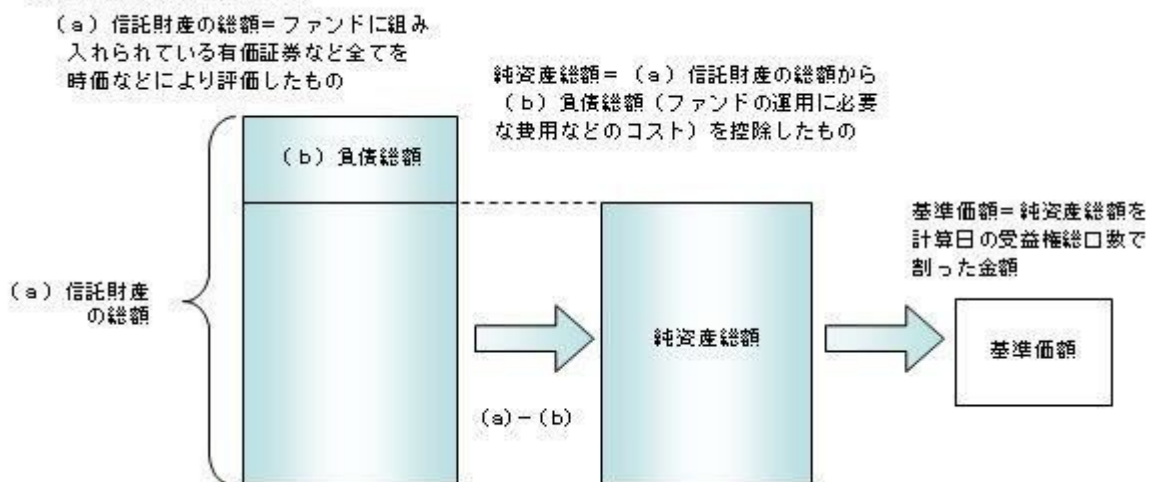 (a) 信託財産の総額＝ファンドに組み
入れられている有価証券など全てを
時価などにより評価したもの
純資産総額＝(a) 信託財産の総額から
(b) 負債総額(ファンドの運用に必要
な費用などのコスト)を控除したもの
(b) 負債総額
基準価額＝純資産総額を
計算日の受益権総口数で
割った金額
(a) 信託財産
の総額
純資産総額
基準価額
(a)－(b)